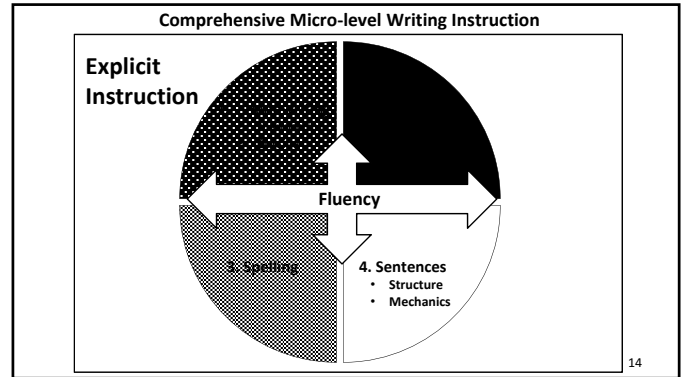 Comprehensive Micro-level Writing Instruction
Explicit
Instruction
Fluency
3. Spelling
4. Sentences
• Structure
• Mechanics
14